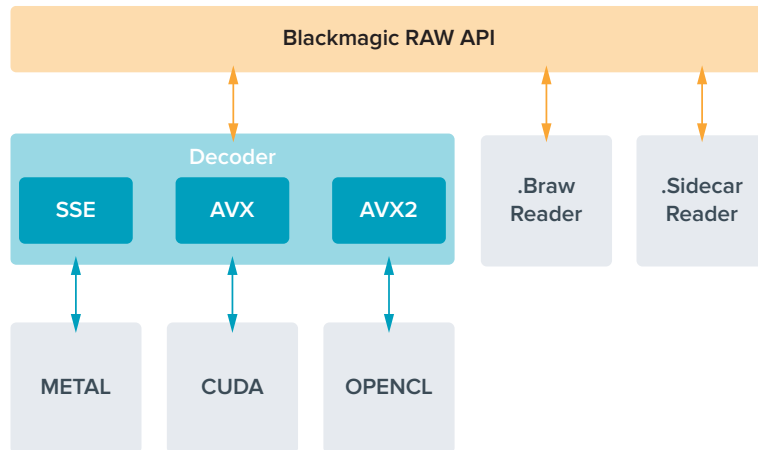 Blackmagic RAW API
Decoder
SSE
AVX
AVX2
.Braw
Reader
.Sidecar
Reader
METAL
CUDA
OPENCL